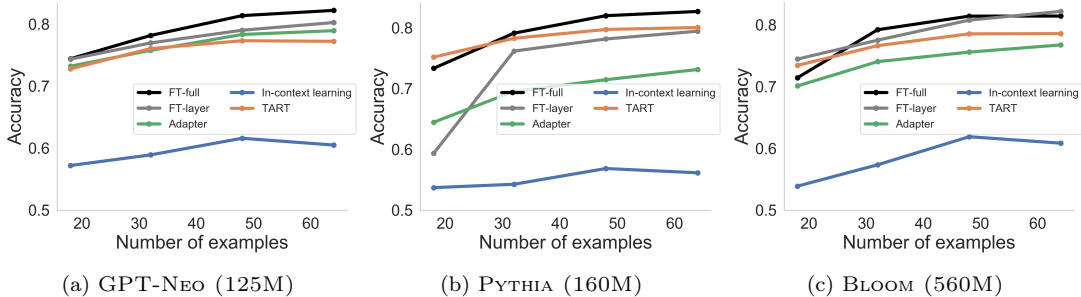 0.8
0.7
0.6
0.5
Accuracy
FT-full
FT-layer
Adapter
In-context learning
TART
20 30 40 50 60
Number of examples
(a) GPT-Neo (125M)
0.8
0.7
0.6
0.5
Accuracy
FT-full
FT-layer
Adapter
In-context learning
TART
20 30 40 50 60
Number of examples
(b) Pythia (160M)
0.8
0.7
0.6
0.5
Accuracy
FT-full
FT-layer
Adapter
In-context learning
TART
20 30 40 50 60
Number of examples
(c) Bloom (560M)